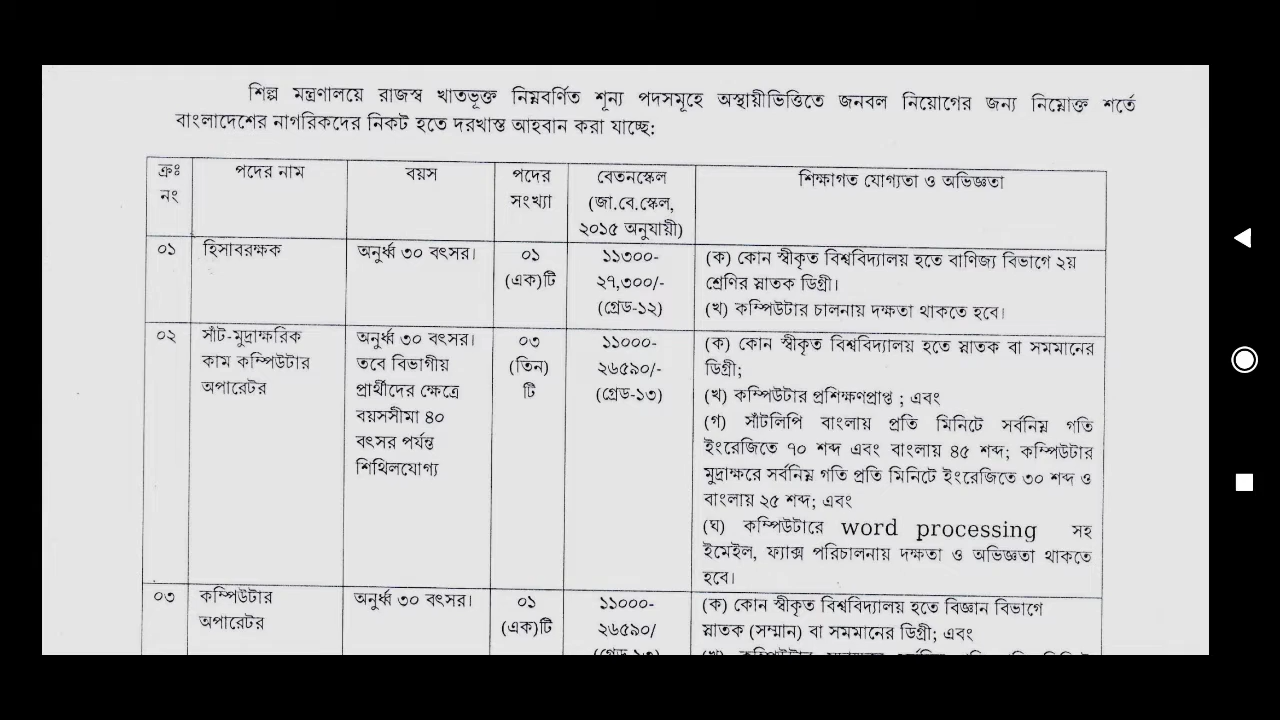 শিল্প মন্ত্রণালয়ে রাজস্ব খাতভূক্ত নিম্নবর্ণিত শূন্য পদসমূহে অস্থায়ীভিত্তিতে জনবল নিয়োগের জন্য নিম্নোক্ত শর্তে
বাংলাদেশের নাগরিকদের নিকট হতে দরখাস্ত আহবান করা যাচ্ছে:
ক্রঃ নং
পদের নাম
বয়স
পদের সংখ্যা
বেতনস্কেল
(জা.বে.স্কেল,
২০১৫ অনুযায়ী)
শিক্ষাগত যোগ্যতা ও অভিজ্ঞতা
০১
হিসাবরক্ষক
অনুর্ধ্ব ৩০ বৎসর।
০১
(এক)টি
১১৩০০-
২৭,৩০০/-
(গ্রেড-১২)
(ক) কোন স্বীকৃত বিশ্ববিদ্যালয় হতে বাণিজ্য বিভাগে ২য়
শ্রেণির স্নাতক ডিগ্রী।
(খ) কম্পিউটার চালনায় দক্ষতা থাকতে হবে।
০২
সাঁট-মুদ্রাক্ষরিক
কাম কম্পিউটার
অপারেটর
অনুর্ধ্ব ৩০ বৎসর।
তবে বিভাগীয়
প্রার্থীদের ক্ষেত্রে
বয়সসীমা ৪০
বৎসর পর্যন্ত
শিথিলযোগ্য
০৩
(তিন)
টি
১১০০০-
২৬৫৯০/-
(গ্রেড-১৩)
(ক) কোন স্বীকৃত বিশ্ববিদ্যালয় হতে স্নাতক বা সমমানের
ডিগ্রী;
(খ) কম্পিউটার প্রশিক্ষণপ্রাপ্ত ; এবং
(গ) সাঁটলিপি বাংলায় প্রতি মিনিটে সর্বনিম্ন গতি
ইংরেজিতে ৭০ শব্দ এবং বাংলায় ৪৫ শব্দ; কম্পিউটার
মুদ্রাক্ষরে সর্বনিম্ন গতি প্রতি মিনিটে ইংরেজিতে ৩০ শব্দ ও
বাংলায় ২৫ শব্দ; এবং
(ঘ) কম্পিউটারে word processing সহ
ইমেইল, ফ্যাক্স পরিচালনায় দক্ষতা ও অভিজ্ঞতা থাকতে
হবে।
০৩
কম্পিউটার
অপারেটর
অনুর্ধ্ব ৩০ বৎসর।
০১
(এক)টি
১১০০০-
২৬৫৯০/
(গ্রেড-১৩)
(ক) কোন স্বীকৃত বিশ্ববিদ্যালয় হতে বিজ্ঞান বিভাগে
স্নাতক (সম্মান) বা সমমানের ডিগ্রী; এবং